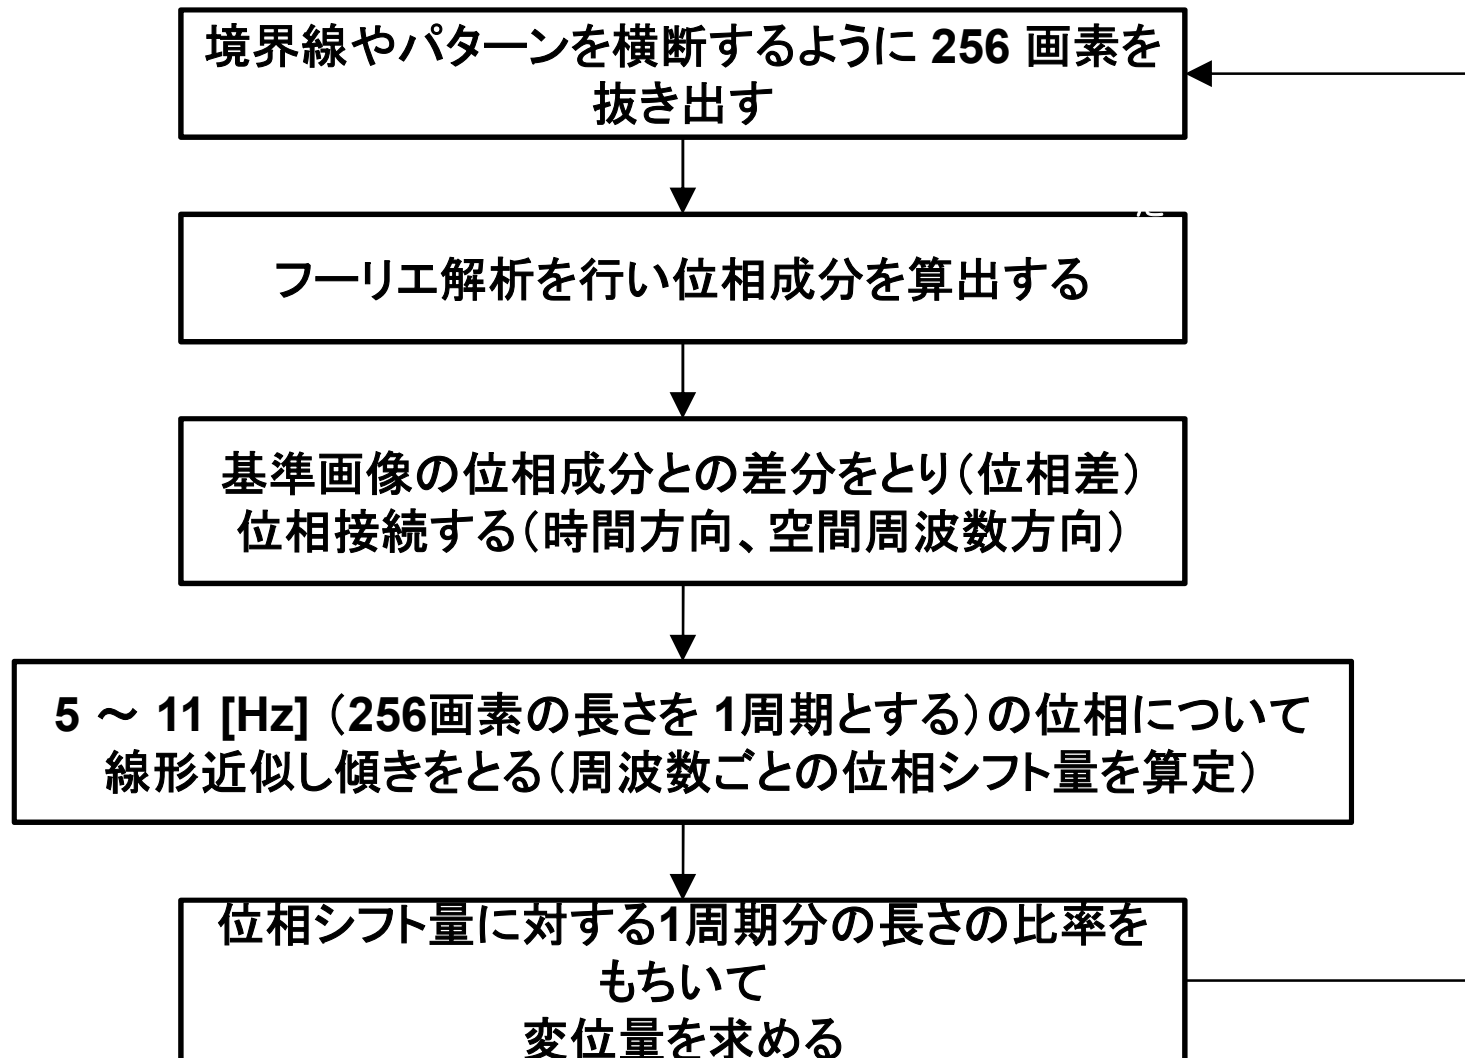 境界線やパターンを横断するように 256 画素を
抜き出す
フーリエ解析を行い位相成分を算出する
基準画像の位相成分との差分をとり（位相差）
位相接続する（時間方向、空間周波数方向）
5 ～ 11 [Hz]（256画素の長さを 1周期とする）の位相について
線形近似し傾きをとる（周波数ごとの位相シフト量を算定）
位相シフト量に対する1周期分の長さの比率を
もちいて
変位量を求める